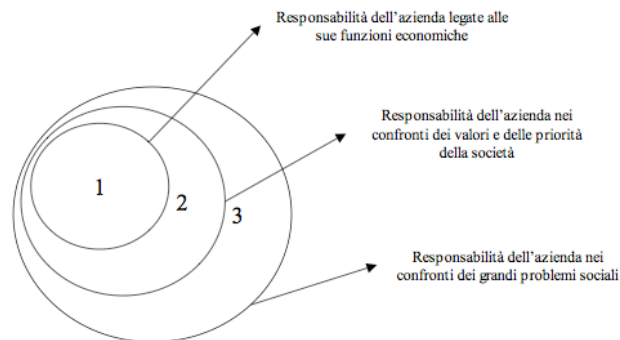 Responsabilità dell'azienda legate alle
sue funzioni economiche
Responsabilità dell'azienda nei
confronti dei valori e delle priorità
della società
1
2
3
Responsabilità dell'azienda nei
confronti dei grandi problemi sociali